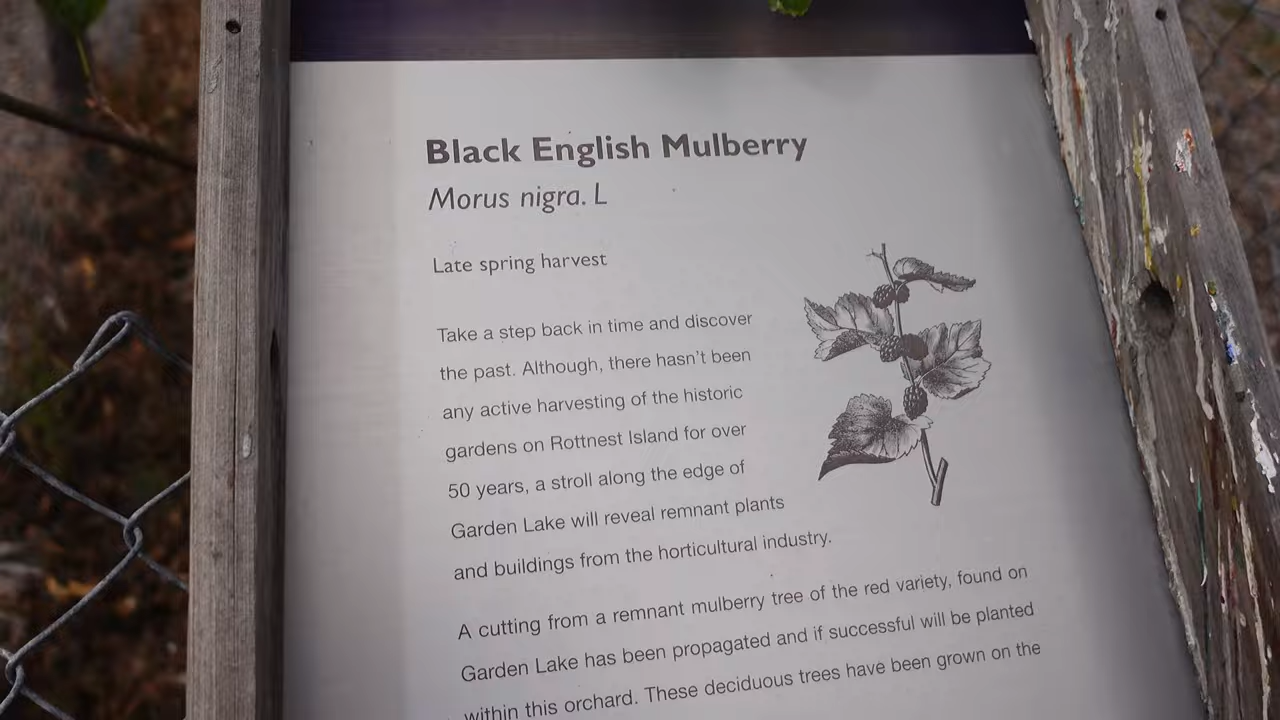 Black English Mulberry
Morus nigra. L
Late spring harvest
Take a step back in time and discover
the past. Although, there hasn't been
any active harvesting of the historic
gardens on Rottnest Island for over
50 years, a stroll along the edge of
Garden Lake will reveal remnant plants
and buildings from the horticultural industry.
A cutting from a remnant mulberry tree of the red variety, found on
Garden Lake has been propagated and if successful will be planted
within this orchard. These deciduous trees have been grown on the